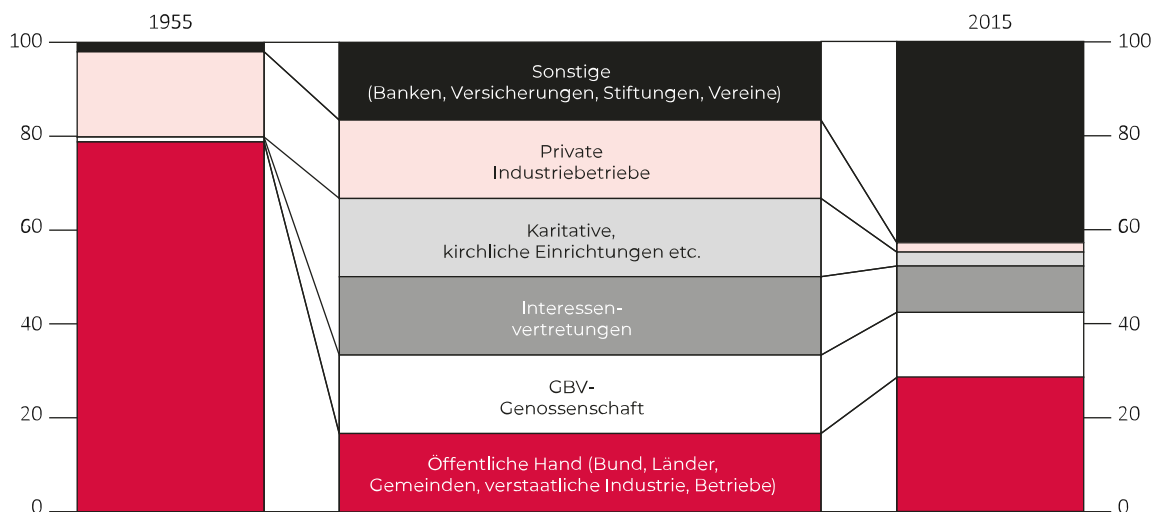 1955
2015
100
80
60
40
20
0
Sonstige
(Banken, Versicherungen, Stiftungen, Vereine)
Private
Industriebetriebe
Karitative,
kirchliche Einrichtungen etc.
Interessen-
vertretungen
GBV-
Genossenschaft
Öffentliche Hand (Bund, Länder,
Gemeinden, verstaatliche Industrie, Betriebe)
100
80
60
40
20
0